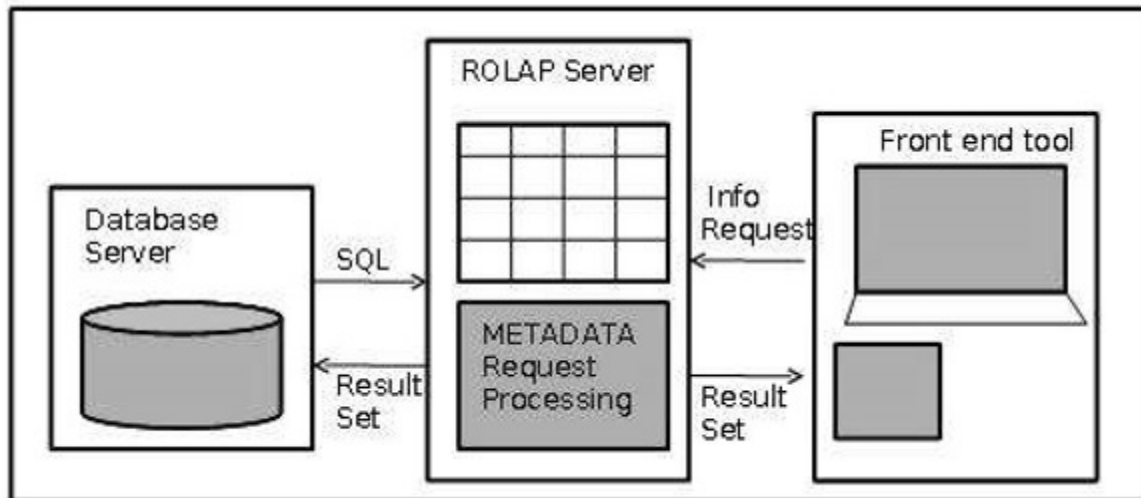 ROLAP Server
Front end tool
Database
Server
SQL
Info
Request
METADATA
Request
Processing
Result
Set
Result
Set